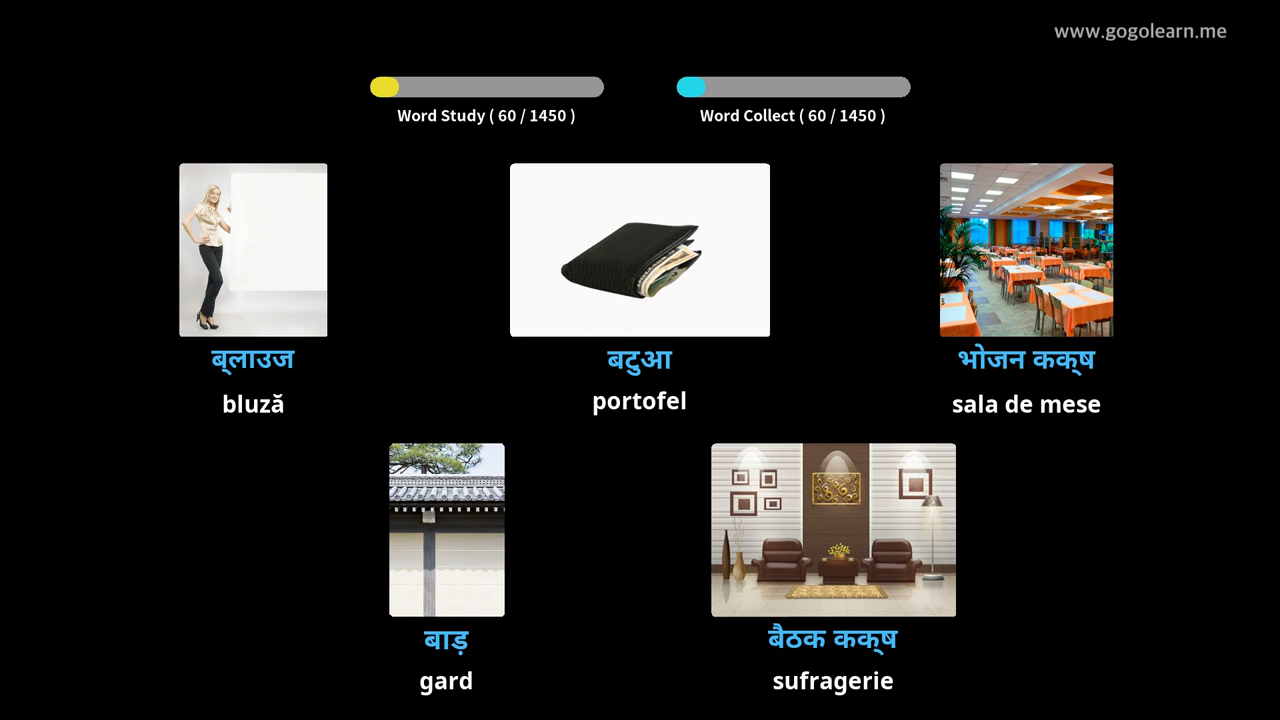 www.gogolearn.me
Word Study ( 60 / 1450 )
Word Collect ( 60 / 1450 )
ब्लाउज
bluză
बटुआ
portofel
भोजन कक्ष
sala de mese
बाड़
gard
बैठक कक्ष
sufragerie